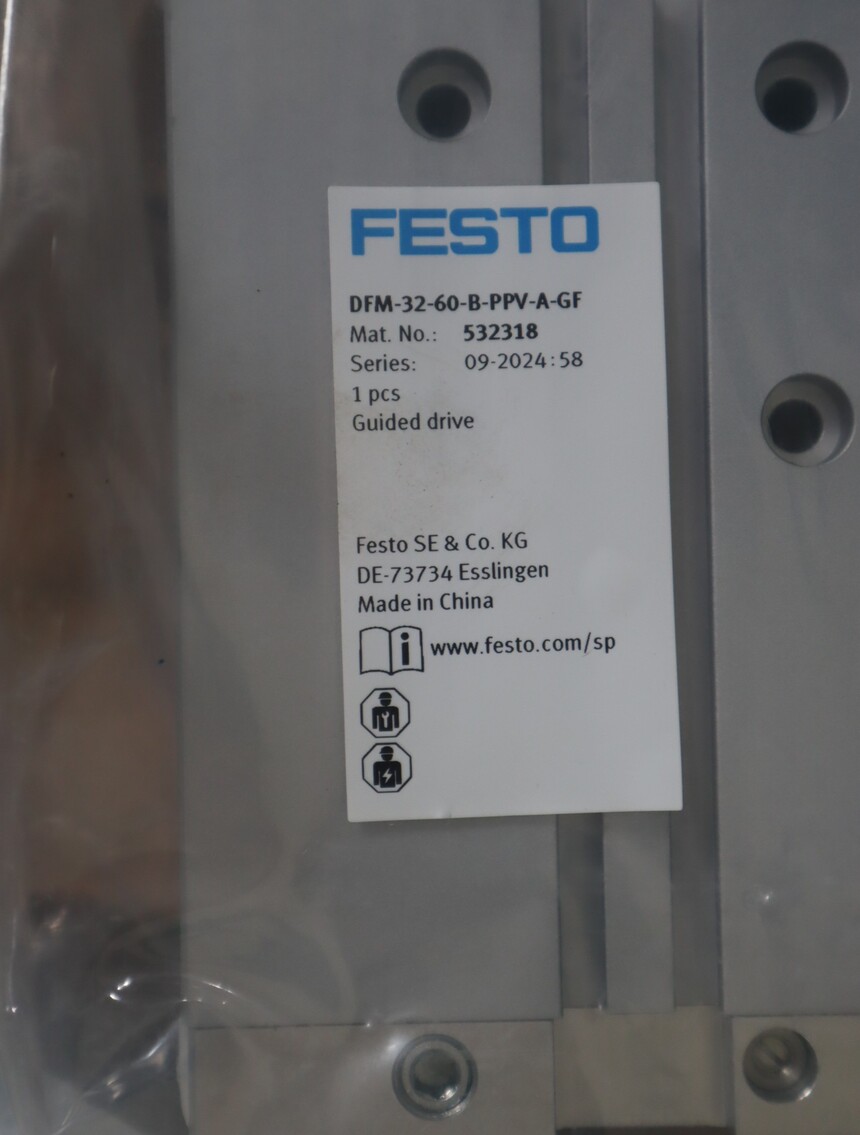 FESTO
DFM-32-60-B-PPV-A-GF
Mat. No.: 532318
Series: 09-2024:58
1 pcs
Guided drive
Festo SE & Co. KG
DE-73734 Esslingen
Made in China
www.festo.com/sp